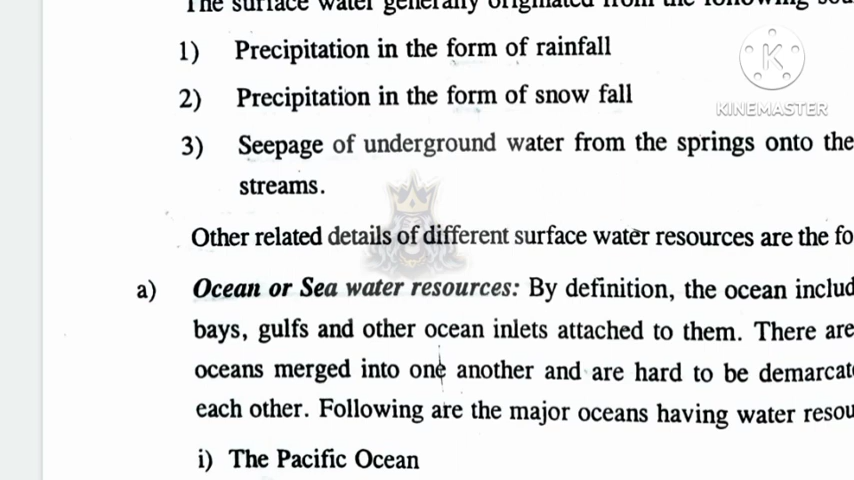 The surface water generally originated from the following
1) Precipitation in the form of rainfall
KINEMASTER
2) Precipitation in the form of snow fall
3) Seepage of underground water from the springs onto the
streams.
Other related details of different surface water resources are the fo
a) Ocean or Sea water resources: By definition, the ocean includ
bays, gulfs and other ocean inlets attached to them. There are
oceans merged into one another and are hard to be demarcat
each other. Following are the major oceans having water resou
i) The Pacific Ocean